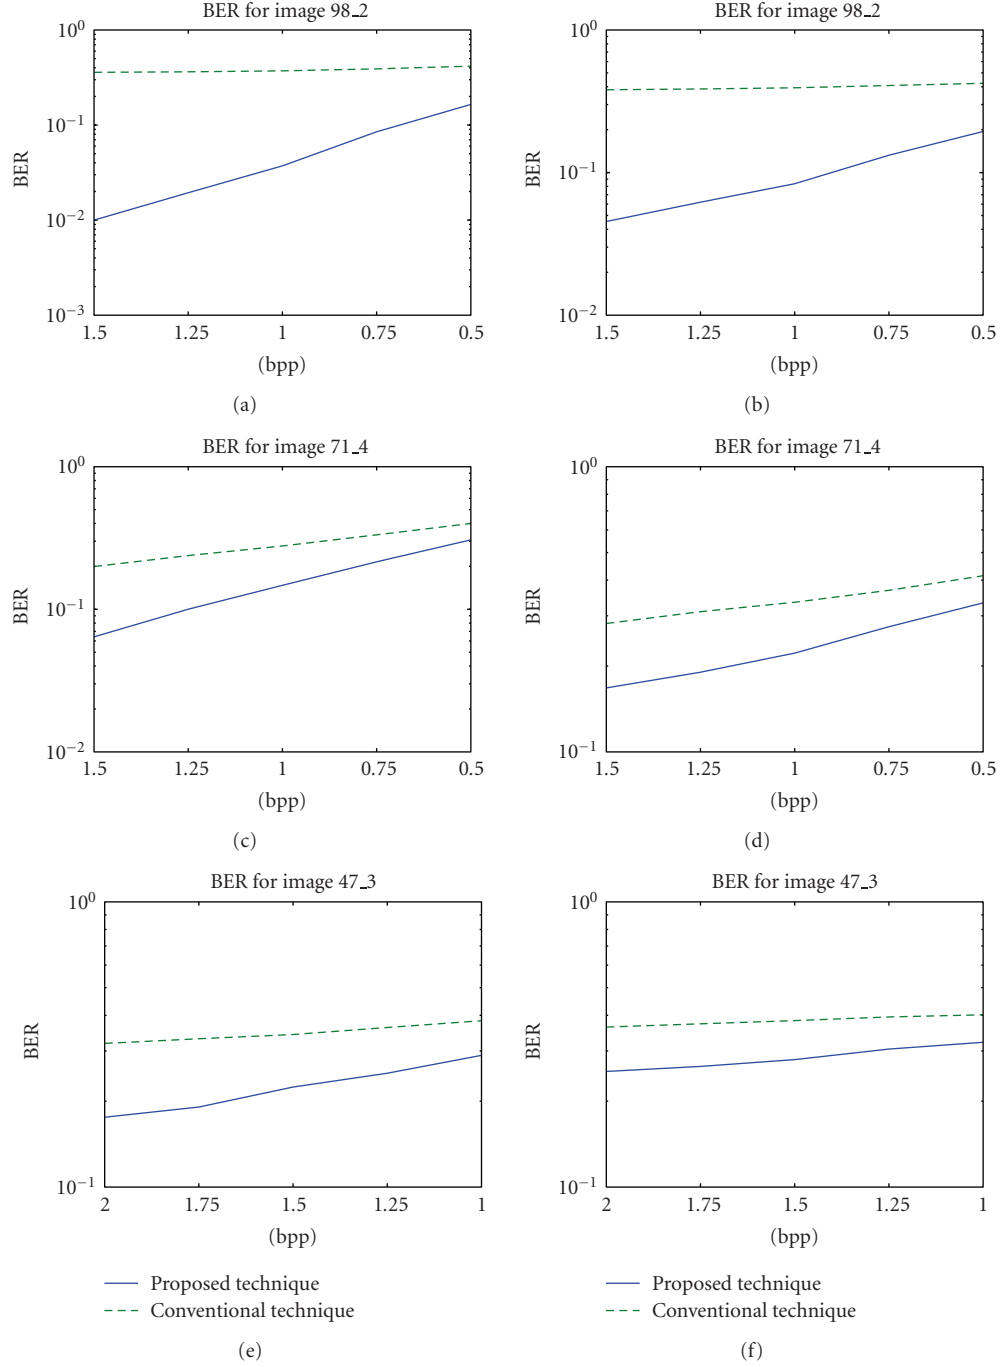 BER for image 98_2
10^0
10^-1
10^-2
10^-3
BER
1.5 1.25 1 0.75 0.5
(bpp)
(a)
BER for image 98_2
10^0
10^-1
10^-2
BER
1.5 1.25 1 0.75 0.5
(bpp)
(b)
BER for image 71_4
10^0
10^-1
10^-2
BER
1.5 1.25 1 0.75 0.5
(bpp)
(c)
BER for image 71_4
10^0
10^-1
BER
1.5 1.25 1 0.75 0.5
(bpp)
(d)
BER for image 47_3
10^0
10^-1
BER
2 1.75 1.5 1.25 1
(bpp)
Proposed technique
Conventional technique
(e)
BER for image 47_3
10^0
10^-1
BER
2 1.75 1.5 1.25 1
(bpp)
Proposed technique
Conventional technique
(f)